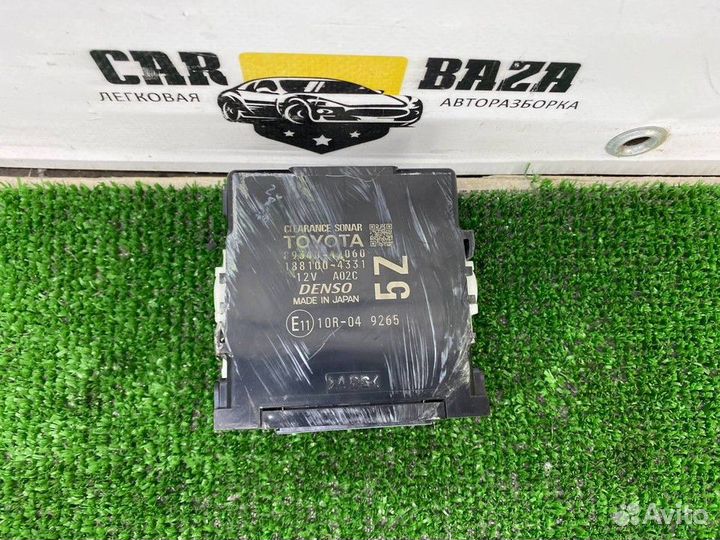 CAR BAZA
ЛЕГКОВАЯ АВТОРАЗБОРКА
CLEARANCE SONAR
TOYOTA
188100-4331
12V A02C
DENSO
MADE IN JAPAN
5Z
E11 10R-04 9265
>ABS<
Avito